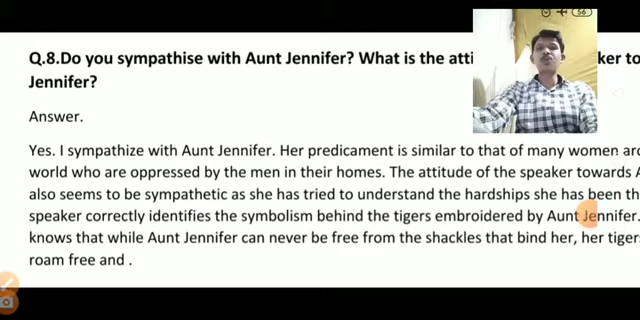 56
Q.8.Do you sympathise with Aunt Jennifer? What is the atti ker to
Jennifer?
Answer.
Yes. I sympathize with Aunt Jennifer. Her predicament is similar to that of many women aro
world who are oppressed by the men in their homes. The attitude of the speaker towards A
also seems to be sympathetic as she has tried to understand the hardships she has been th
speaker correctly identifies the symbolism behind the tigers embroidered by Aunt Jennifer.
knows that while Aunt Jennifer can never be free from the shackles that bind her, her tiger
roam free and .